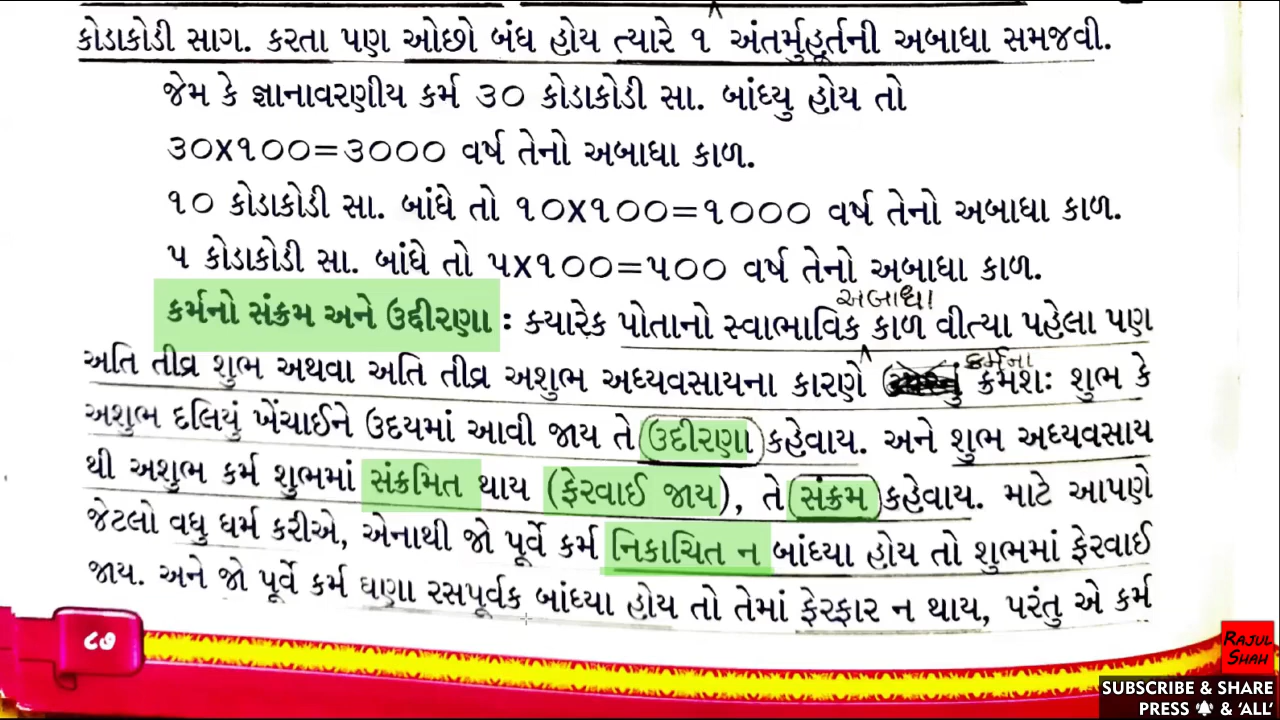 કોડાકોડી સાગ. કરતા પણ ઓછો બંધ હોય ત્યારે ૧ અંતર્મુહૂર્તની અબાધા સમજવી.
જેમ કે જ્ઞાનાવરણીય કર્મ ૩૦ કોડાકોડી સા. બાંધ્યુ હોય તો
૩૦X૧૦૦=૩૦૦૦ વર્ષ તેનો અબાધા કાળ.
૧૦ કોડાકોડી સા. બાંધે તો ૧૦X૧૦૦=૧૦૦૦ વર્ષ તેનો અબાધા કાળ.
૫ કોડાકોડી સા. બાંધે તો ૫X૧૦૦=૫૦૦ વર્ષ તેનો અબાધા કાળ.
અબાધા
કર્મનો સંક્રમ અને ઉદ્દીરણા : ક્યારેક પોતાનો સ્વાભાવિક કાળ વીત્યા પહેલા પણ
કર્મના
અતિ તીવ્ર શુભ અથવા અતિ તીવ્ર અશુભ અધ્યવસાયના કારણે ક્રમશઃ શુભ કે
અશુભ દલિયું ખેંચાઈને ઉદયમાં આવી જાય તે ઉદીરણા કહેવાય. અને શુભ અધ્યવસાય
થી અશુભ કર્મ શુભમાં સંક્રમિત થાય (ફેરવાઈ જાય), તે સંક્રમ કહેવાય. માટે આપણે
જેટલો વધુ ધર્મ કરીએ, એનાથી જો પૂર્વે કર્મ નિકાચિત ન બાંધ્યા હોય તો શુભમાં ફેરવાઈ
જાય. અને જો પૂર્વે કર્મ ઘણા રસપૂર્વક બાંધ્યા હોય તો તેમાં ફેરફાર ન થાય, પરંતુ એ કર્મ
૮૭
RAJUL
SHAH
SUBSCRIBE & SHARE
PRESS & 'ALL'